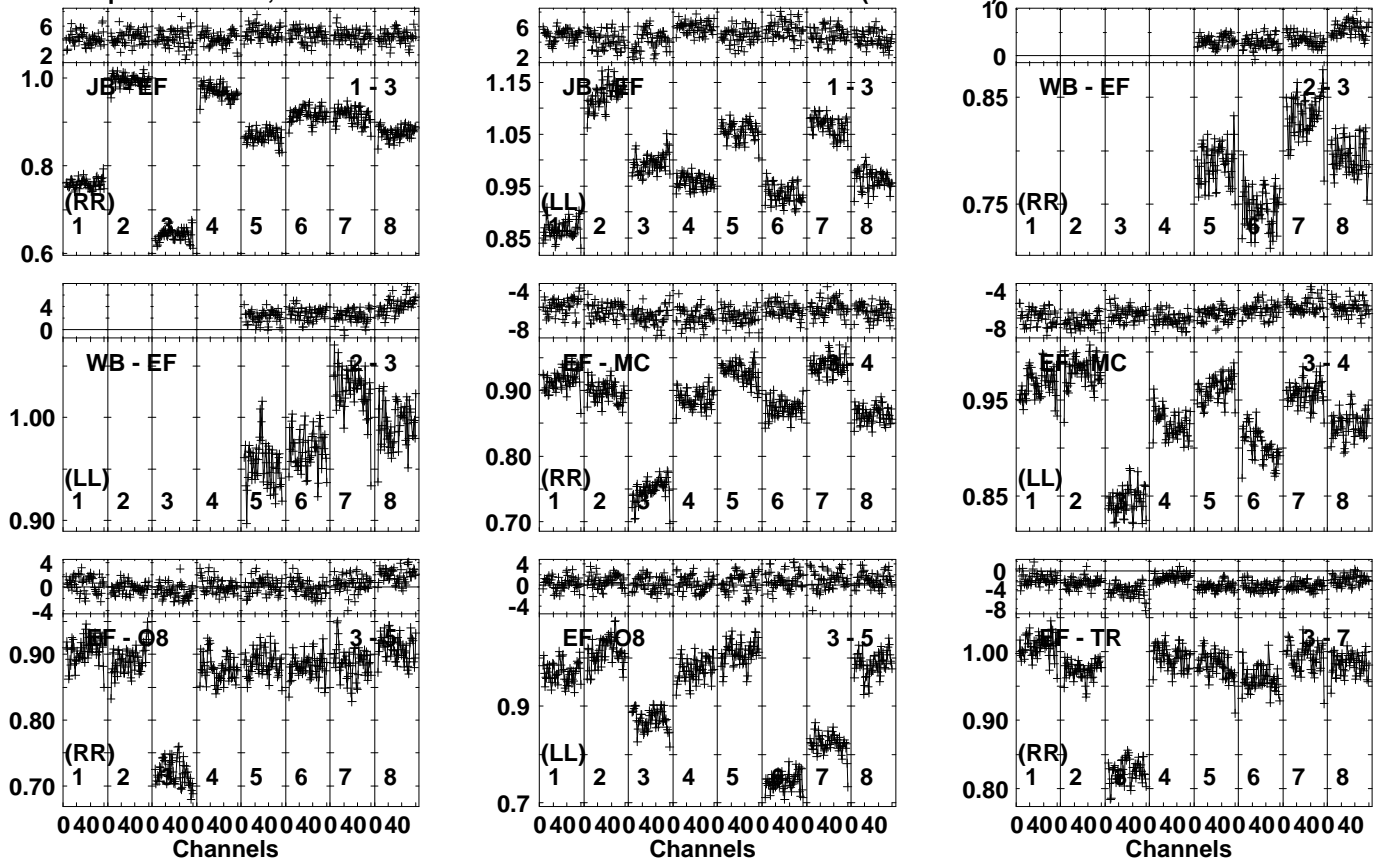 6 2 1.0 0.8 0.6 JB - EF 1 - 3 (RR) 1 2 3 4 5 6 7 8
6 2 1.15 1.05 0.95 0.85 JB - EF 1 - 3 (LL) 1 2 3 4 5 6 7 8
10 0 0.85 0.75 WB - EF 2 - 3 (RR) 1 2 3 4 5 6 7 8
4 0 1.00 0.90 WB - EF 2 - 3 (LL) 1 2 3 4 5 6 7 8
-4 -8 0.90 0.80 0.70 EF - MC 3 - 4 (RR) 1 2 3 4 5 6 7 8
-4 -8 0.95 0.85 EF - MC 3 - 4 (LL) 1 2 3 4 5 6 7 8
4 0 -4 0.90 0.80 0.70 EF - O8 3 - 5 (RR) 1 2 3 4 5 6 7 8
4 0 -4 0.9 0.7 EF - O8 3 - 5 (LL) 1 2 3 4 5 6 7 8
0 -4 -8 1.00 0.90 0.80 EF - TR 3 - 7 (RR) 1 2 3 4 5 6 7 8
0 40 0 40 0 40 0 40 0 40 0 40 0 40 0 40
Channels
0 40 0 40 0 40 0 40 0 40 0 40 0 40 0 40
Channels
0 40 0 40 0 40 0 40 0 40 0 40 0 40 0 40
Channels